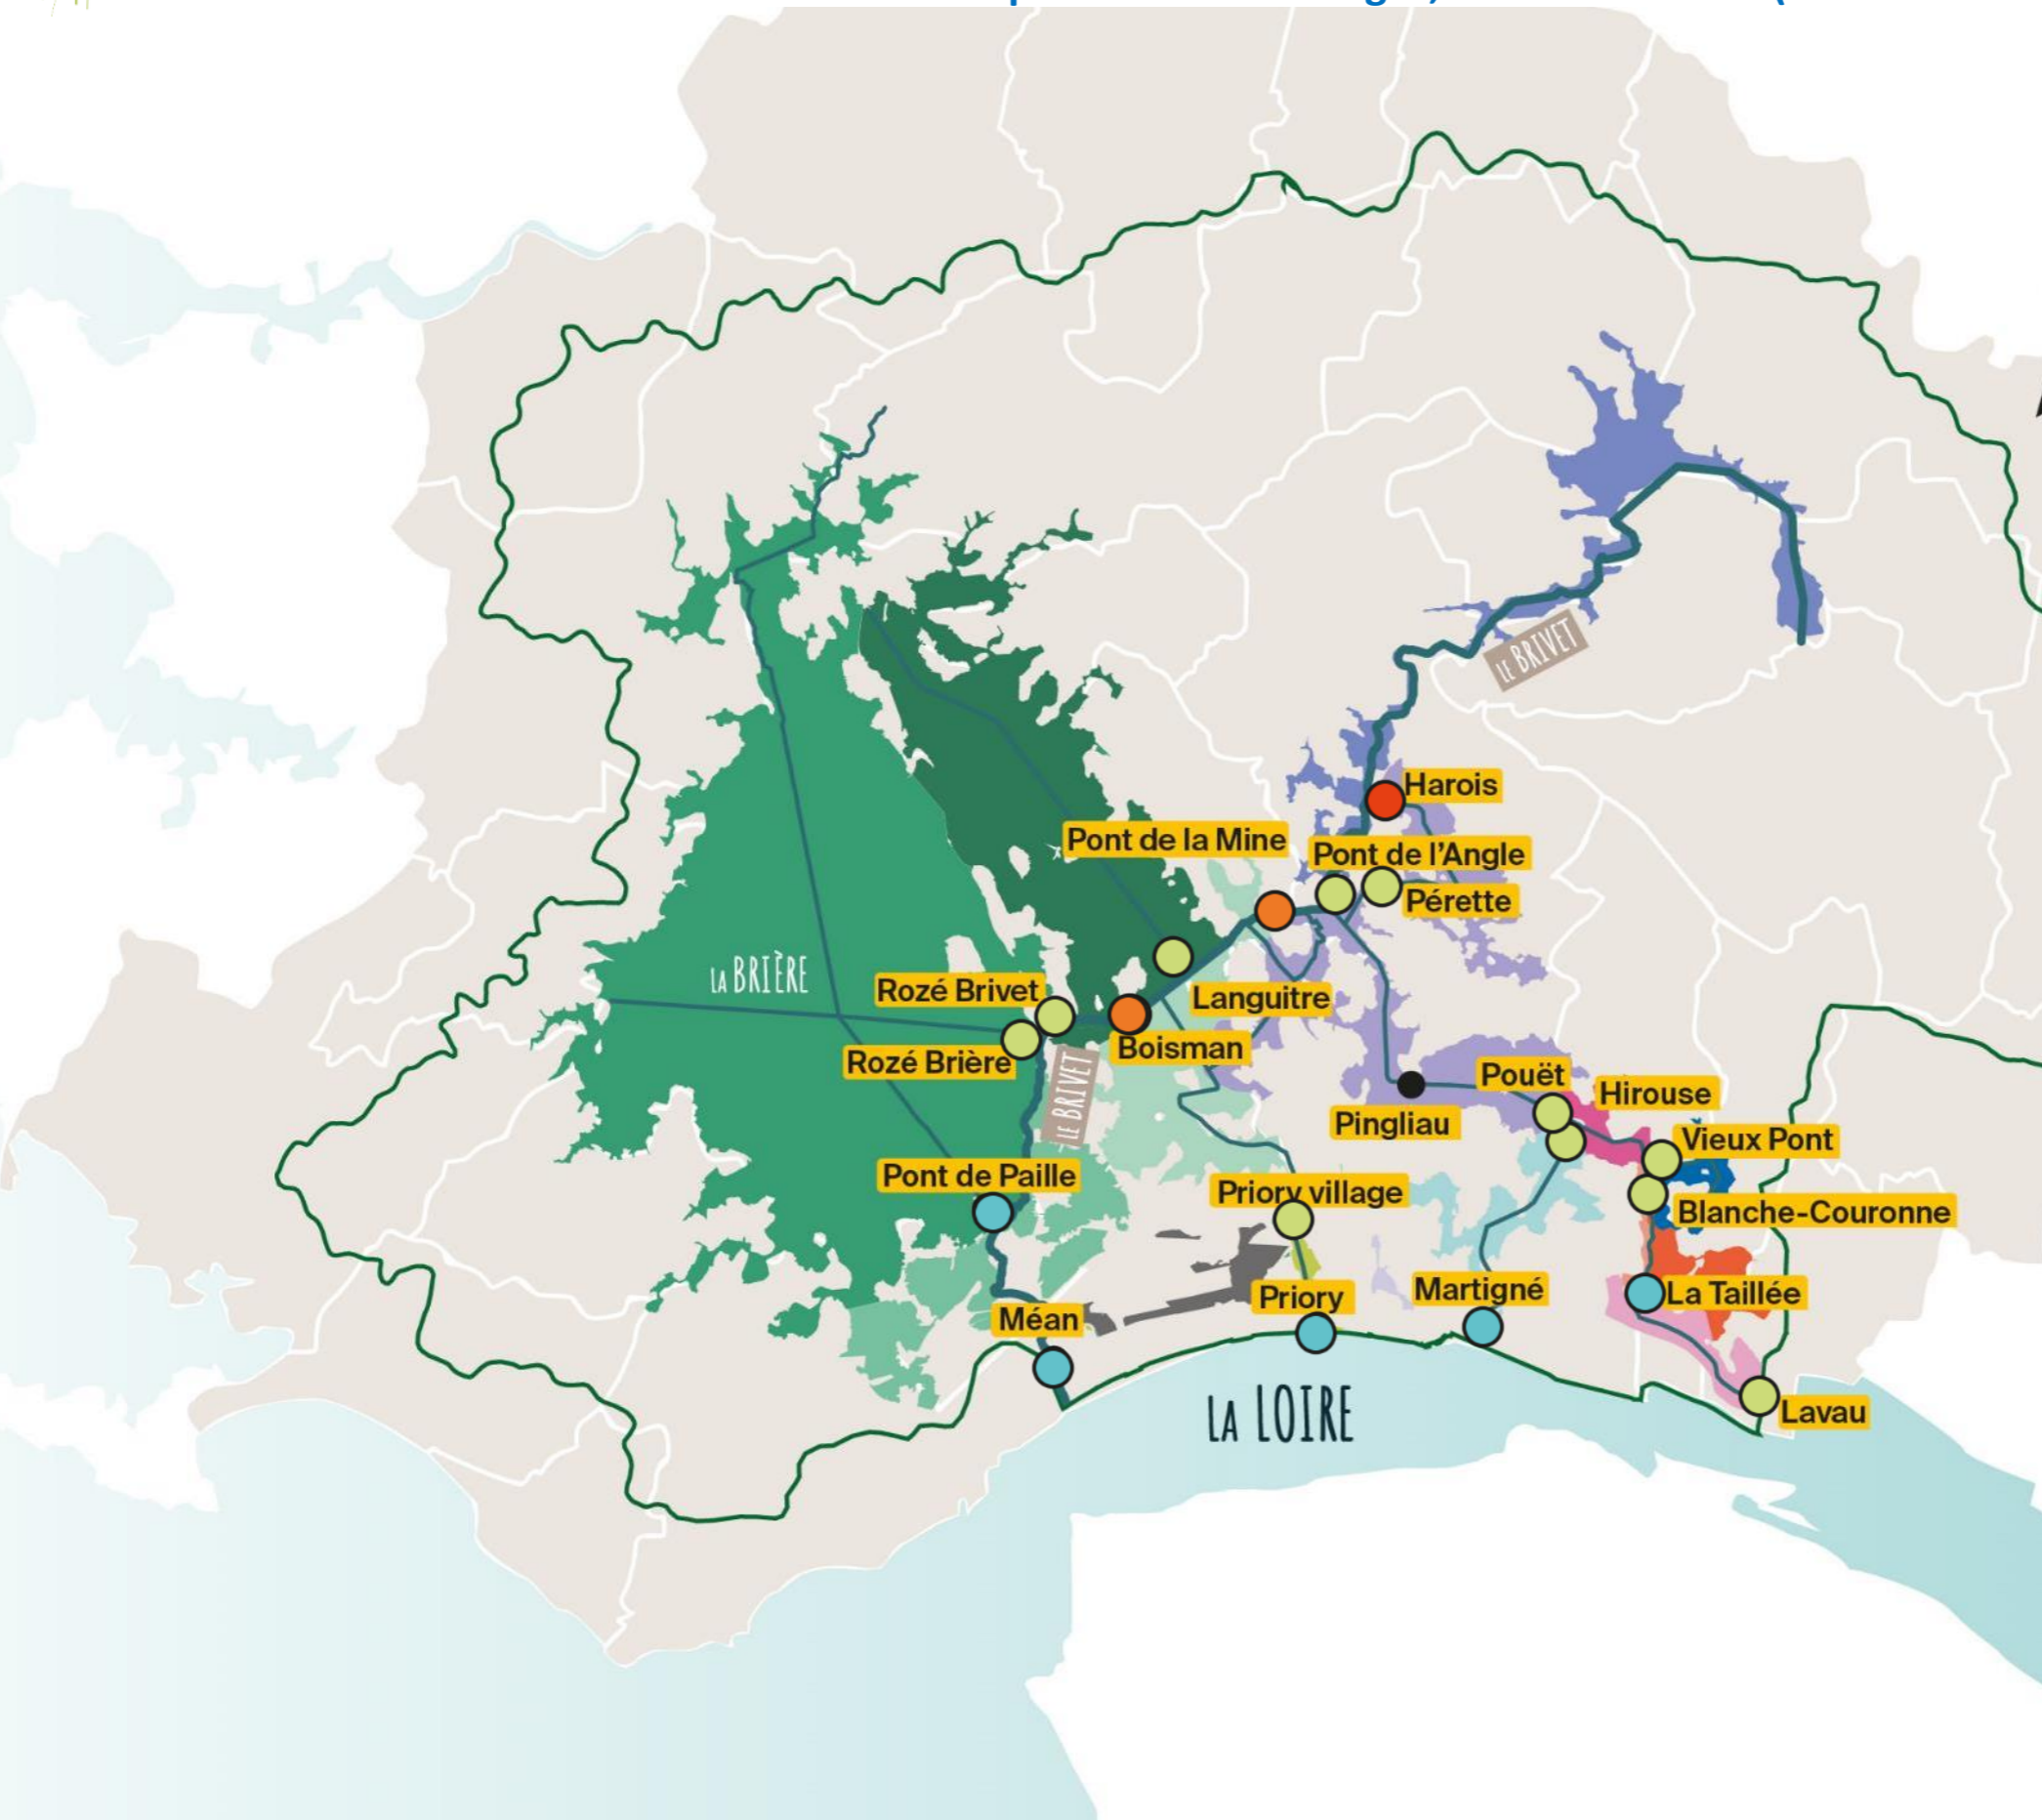 LE BRIVET
Harois
Pont de la Mine
Pont de l'Angle
Pérette
LA BRIÈRE
Rozé Brivet
Languitre
Boisman
Rozé Brière
LE BRIVET
Pouët
Hirouse
Pingliau
Vieux Pont
Pont de Paille
Priory village
Blanche-Couronne
Martigné
La Taillée
Priory
Méan
LA LOIRE
Lavau